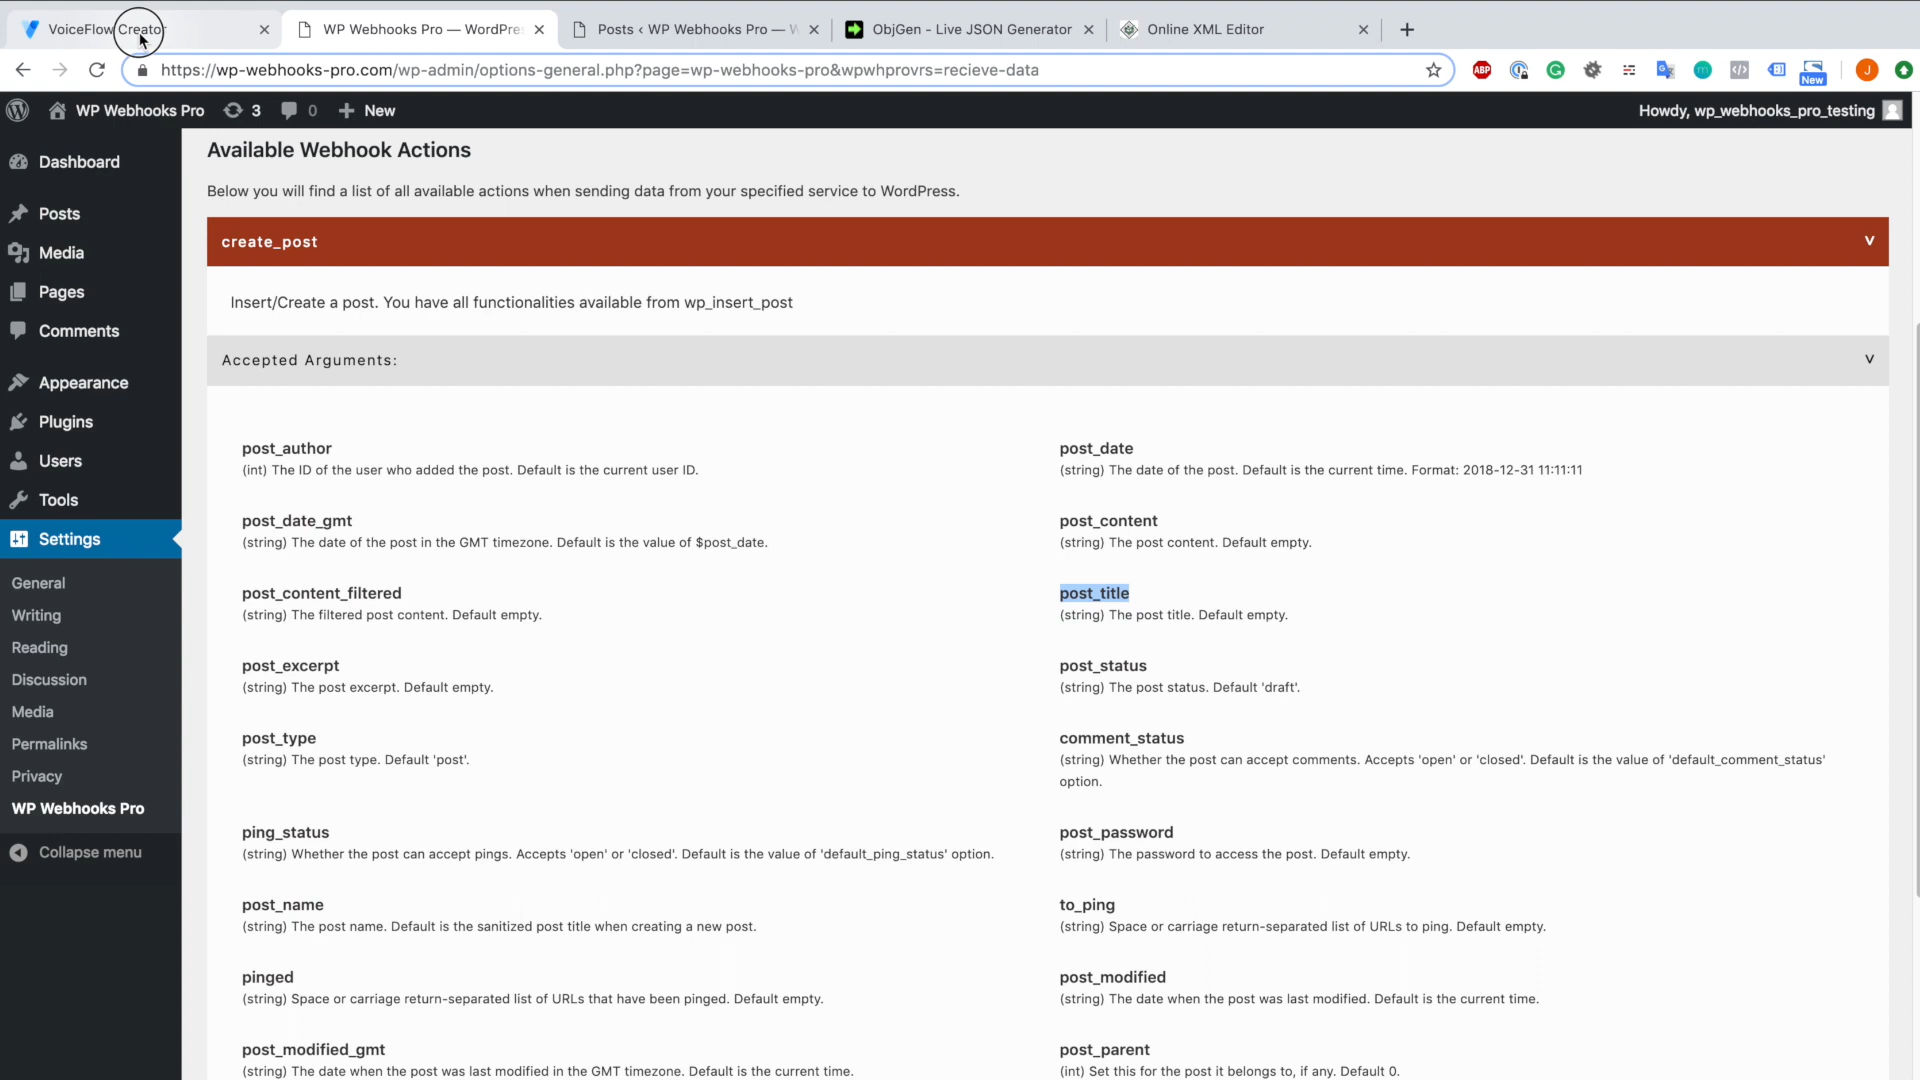 VoiceFlow Creator
WP Webhooks Pro — WordPre
Posts ‹ WP Webhooks Pro — W
ObjGen - Live JSON Generator
Online XML Editor
https://wp-webhooks-pro.com/wp-admin/options-general.php?page=wp-webhooks-pro&wpwhprovrs=recieve-data
ABP
New
J
WP Webhooks Pro
3
0
+ New
Howdy, wp_webhooks_pro_testing
Dashboard
Posts
Media
Pages
Comments
Appearance
Plugins
Users
Tools
Settings
General
Writing
Reading
Discussion
Media
Permalinks
Privacy
WP Webhooks Pro
Collapse menu
Available Webhook Actions
Below you will find a list of all available actions when sending data from your specified service to WordPress.
create_post
v
Insert/Create a post. You have all functionalities available from wp_insert_post
Accepted Arguments:
v
post_author
(int) The ID of the user who added the post. Default is the current user ID.
post_date
(string) The date of the post. Default is the current time. Format: 2018-12-31 11:11:11
post_date_gmt
(string) The date of the post in the GMT timezone. Default is the value of $post_date.
post_content
(string) The post content. Default empty.
post_content_filtered
(string) The filtered post content. Default empty.
post_title
(string) The post title. Default empty.
post_excerpt
(string) The post excerpt. Default empty.
post_status
(string) The post status. Default 'draft'.
post_type
(string) The post type. Default 'post'.
comment_status
(string) Whether the post can accept comments. Accepts 'open' or 'closed'. Default is the value of 'default_comment_status'
option.
ping_status
(string) Whether the post can accept pings. Accepts 'open' or 'closed'. Default is the value of 'default_ping_status' option.
post_password
(string) The password to access the post. Default empty.
post_name
(string) The post name. Default is the sanitized post title when creating a new post.
to_ping
(string) Space or carriage return-separated list of URLs to ping. Default empty.
pinged
(string) Space or carriage return-separated list of URLs that have been pinged. Default empty.
post_modified
(string) The date when the post was last modified. Default is the current time.
post_modified_gmt
(string) The date when the post was last modified in the GMT timezone. Default is the current time.
post_parent
(int) Set this for the post it belongs to, if any. Default 0.